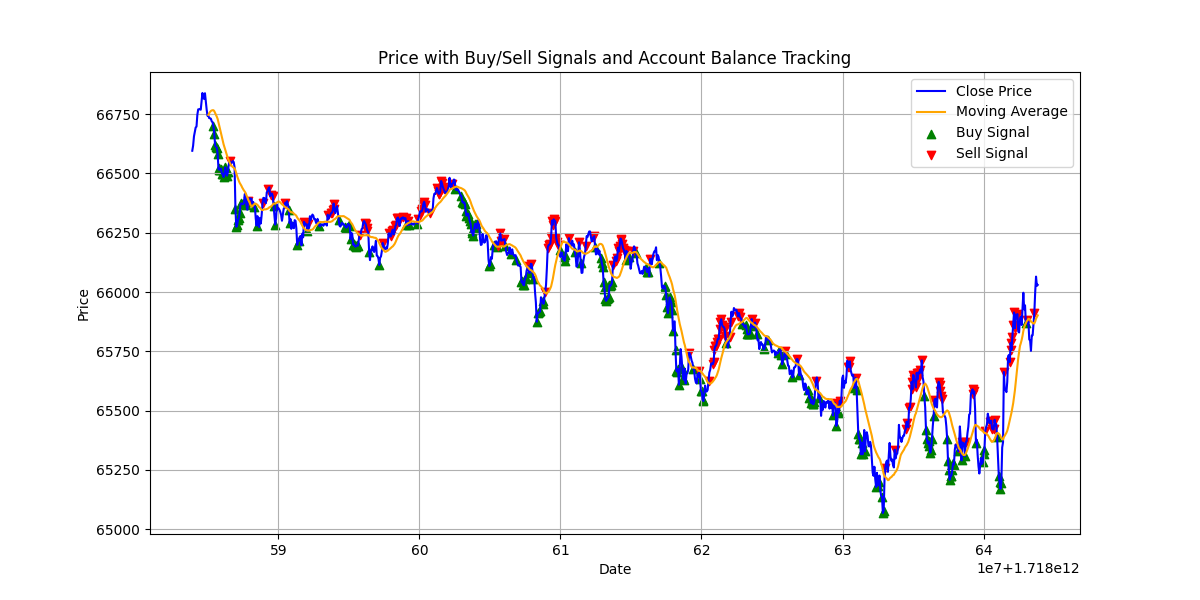 Price with Buy/Sell Signals and Account Balance Tracking
Close Price
Moving Average
Buy Signal
Sell Signal
66750
66500
66250
66000
65750
65500
65250
65000
Price
59 60 61 62 63 64
Date
1e7+1.718e12